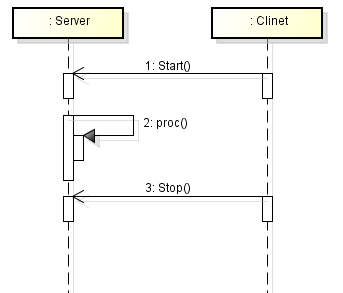 : Server
: Clinet
1: Start()
2: proc()
3: Stop()